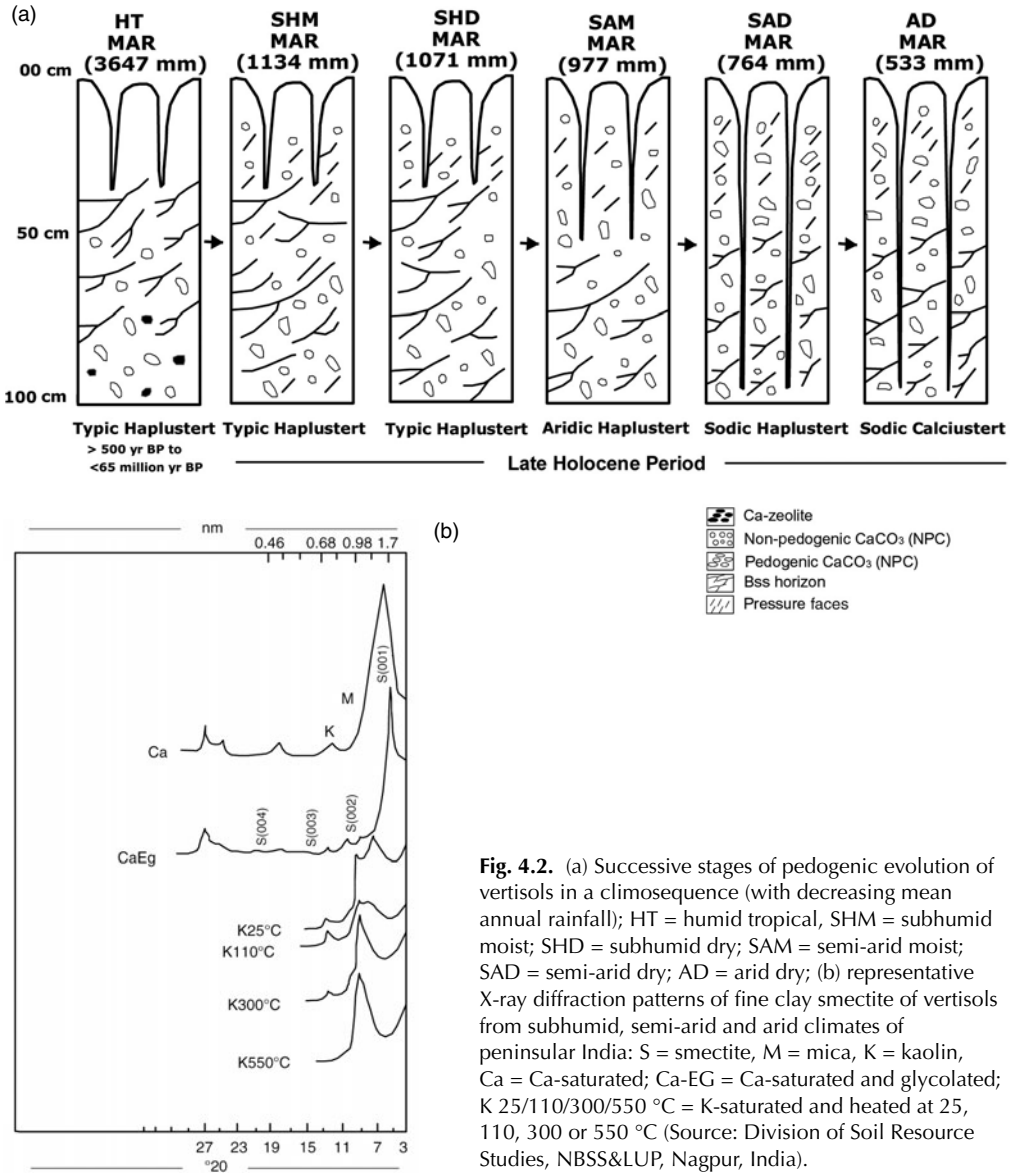 (a)
HT
MAR
(3647 mm)
SHM
MAR
(1134 mm)
SHD
MAR
(1071 mm)
SAM
MAR
(977 mm)
SAD
MAR
(764 mm)
AD
MAR
(533 mm)
00 cm
50 cm
100 cm
Typic Haplustert
> 500 yr BP to
<65 million yr BP
Typic Haplustert
Typic Haplustert
Aridic Haplustert
Sodic Haplustert
Sodic Calciustert
Late Holocene Period
Ca-zeolite
Non-pedogenic CaCO₃ (NPC)
Pedogenic CaCO₃ (NPC)
Bss horizon
Pressure faces
(b)
nm
0.46 0.68 0.98 1.7
S(001)
M
K
Ca
S(004)
S(003)
S(002)
CaEg
K25°C
K110°C
K300°C
K550°C
27 23 19 15 11 7 3
°20
Fig. 4.2. (a) Successive stages of pedogenic evolution of
vertisols in a climosequence (with decreasing mean
annual rainfall); HT = humid tropical, SHM = subhumid
moist; SHD = subhumid dry; SAM = semi-arid moist;
SAD = semi-arid dry; AD = arid dry; (b) representative
X-ray diffraction patterns of fine clay smectite of vertisols
from subhumid, semi-arid and arid climates of
peninsular India: S = smectite, M = mica, K = kaolin,
Ca = Ca-saturated; Ca-EG = Ca-saturated and glycolated;
K 25/110/300/550 °C = K-saturated and heated at 25,
110, 300 or 550 °C (Source: Division of Soil Resource
Studies, NBSS&LUP, Nagpur, India).